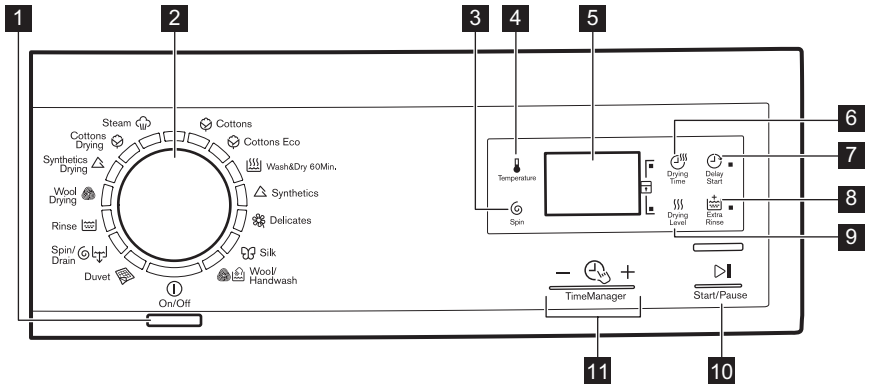 1
2
3
4
5
6
7
8
9
10
11
Steam
Cottons
Drying
Synthetics
Drying
Wool
Drying
Rinse
Spin/
Drain
Duvet
On/Off
Cottons
Cottons Eco
Wash&Dry 60Min.
Synthetics
Delicates
Silk
Wool/
Handwash
Temperature
Spin
Drying
Time
Delay
Start
Drying
Level
Extra
Rinse
TimeManager
Start/Pause